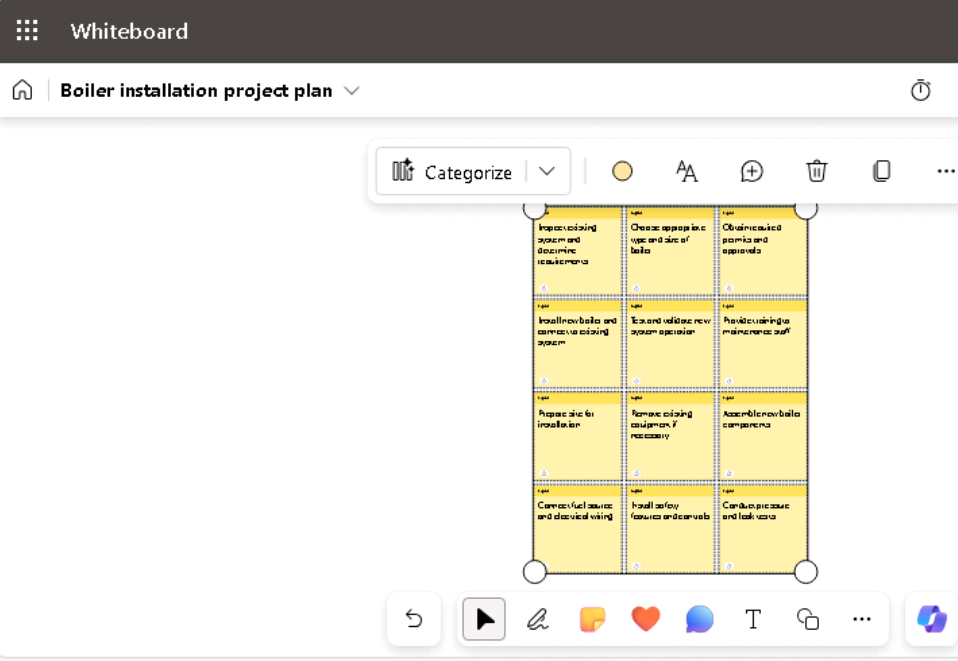 Whiteboard
Boiler installation project plan
Categorize
Inspect existing
system and
determine
requirements
Choose appropriate
type and size of
boiler
Obtain required
permits and
approvals
Install new boiler and
connect to existing
system
Test and validate new
system operation
Provide training to
maintenance staff
Prepare site for
installation
Remove existing
equipment if
necessary
Assemble new boiler
components
Connect fuel source
and electrical wiring
Install safety
features and controls
Conduct pressure
and leak tests